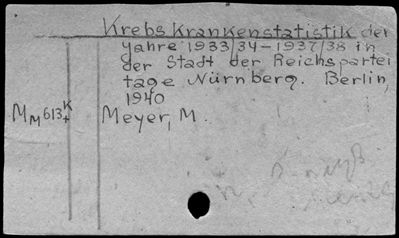 Krebs Krankenstatistik der
Jahre 1933/34-1937/38 in
der Stadt der Reichspartei
tage Nürnberg. Berlin,
1940
MM613K+ Meyer, M.